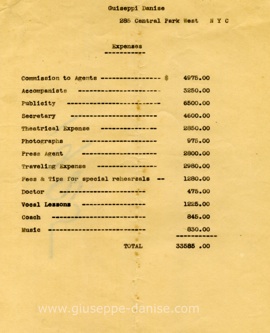 Guiseppi Danise
288 Central Park West N Y C
Expenses
Commission to Agents ---------------- $ 4975.00
Accompanists ---------------- 3250.00
Publicity ---------------- 6500.00
Secretary ---------------- 4600.00
Theatrical Expense ---------------- 2850.00
Photographs ---------------- 975.00
Press Agent ---------------- 2800.00
Traveling Expense ---------------- 2980.00
Fees & Tips for special rehearsals -- 1280.00
Doctor ---------------- 475.00
Vocal Lessons ---------------- 1225.00
Coach ---------------- 845.00
Music ---------------- 830.00
TOTAL 33585.00
www.giuseppe-danise.com